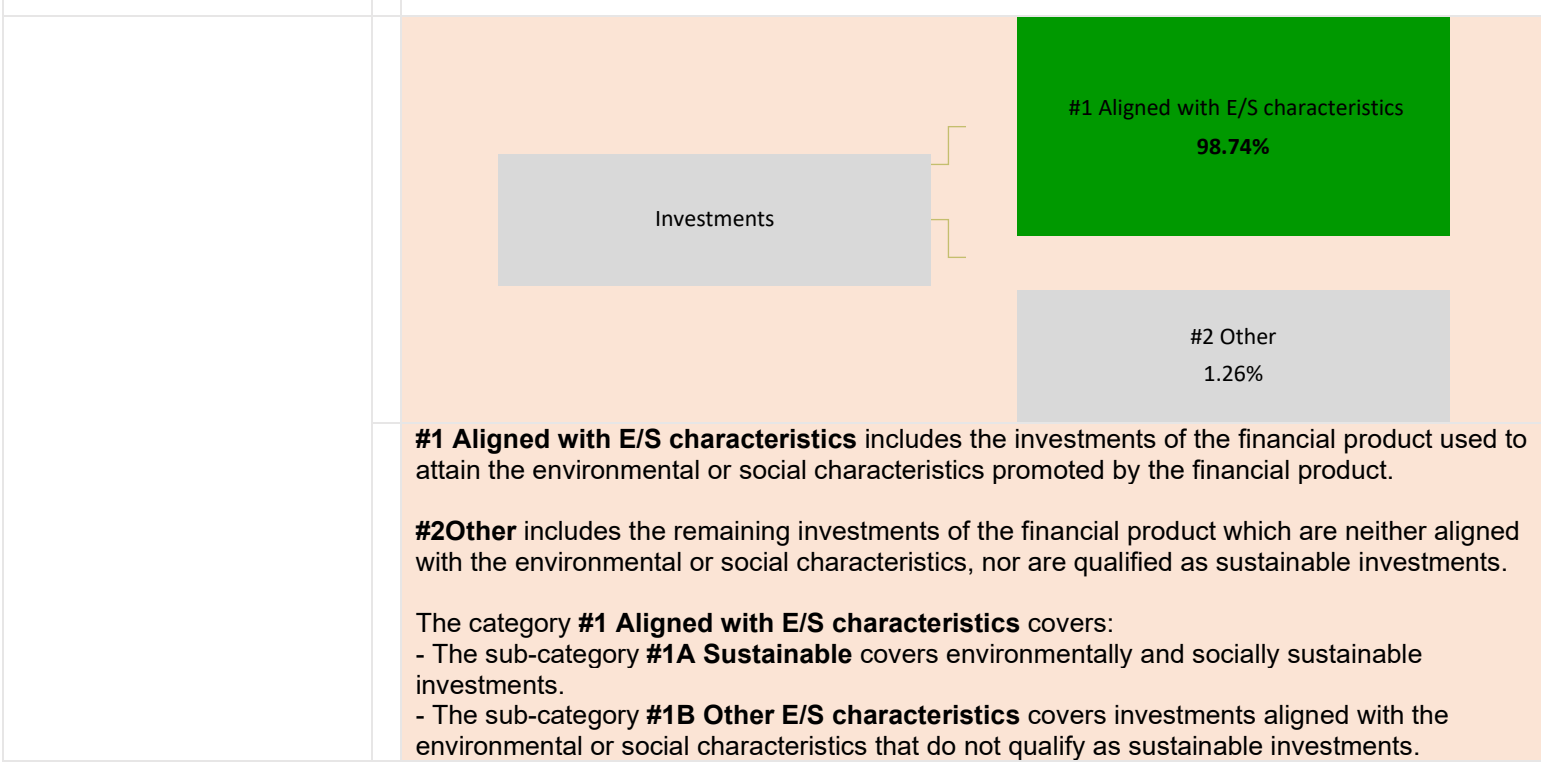 #1 Aligned with E/S characteristics
98.74%
Investments
#2 Other
1.26%
#1 Aligned with E/S characteristics includes the investments of the financial product used to
attain the environmental or social characteristics promoted by the financial product.
#2Other includes the remaining investments of the financial product which are neither aligned
with the environmental or social characteristics, nor are qualified as sustainable investments.
The category #1 Aligned with E/S characteristics covers:
- The sub-category #1A Sustainable covers environmentally and socially sustainable
investments.
- The sub-category #1B Other E/S characteristics covers investments aligned with the
environmental or social characteristics that do not qualify as sustainable investments.